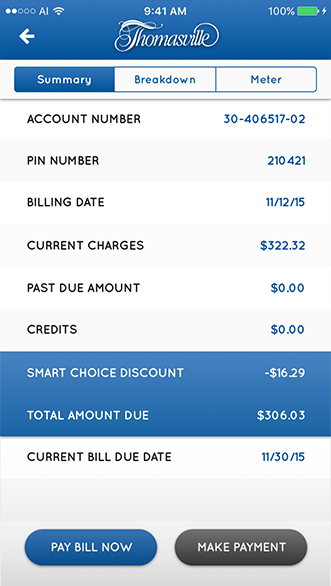 AI 9:41 AM 100%
Thomasville
Summary Breakdown Meter
ACCOUNT NUMBER 30-406517-02
PIN NUMBER 210421
BILLING DATE 11/12/15
CURRENT CHARGES $322.32
PAST DUE AMOUNT $0.00
CREDITS $0.00
SMART CHOICE DISCOUNT -$16.29
TOTAL AMOUNT DUE $306.03
CURRENT BILL DUE DATE 11/30/15
PAY BILL NOW MAKE PAYMENT